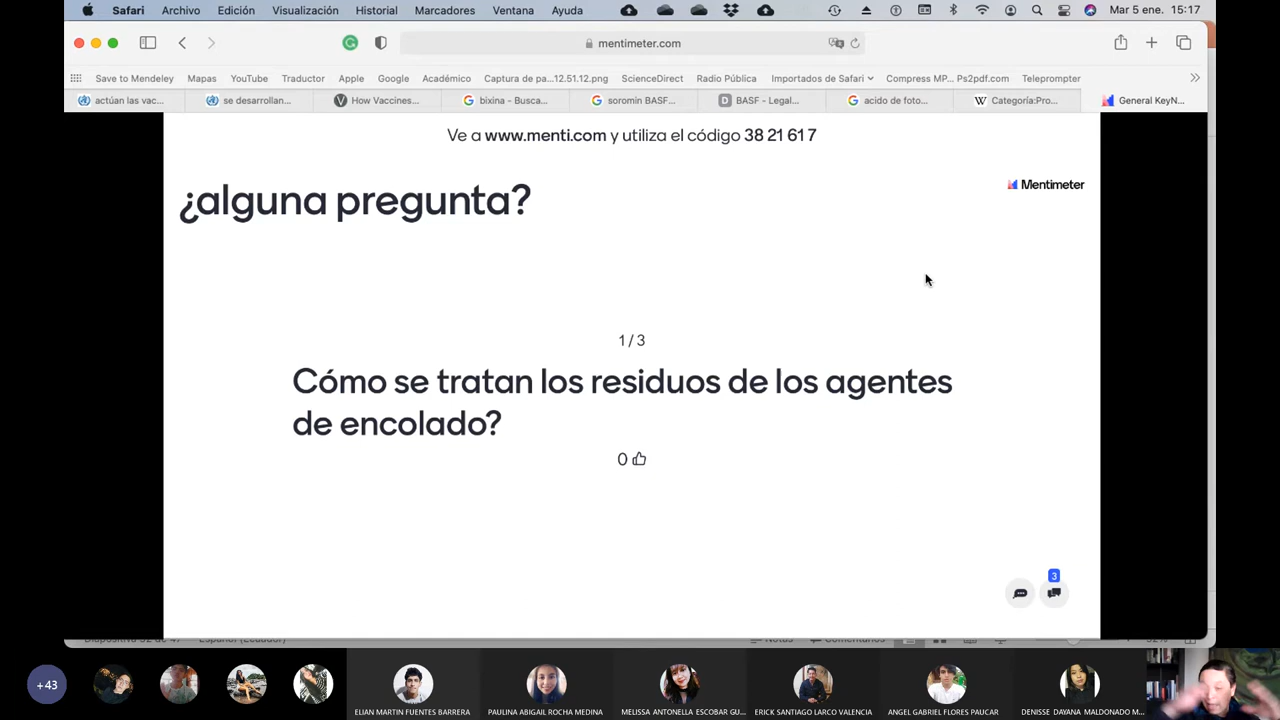 Safari Archivo Edición Visualización Historial Marcadores Ventana Ayuda Mar 5 ene. 15:17
mentimeter.com
Save to Mendeley Mapas YouTube Traductor Apple Google Académico Captura de pa...12.51.12.png ScienceDirect Radio Pública Importados de Safari Compress MP... Ps2pdf.com Teleprompter
actúan las vac... se desarrollan... How Vaccines... bixina - Busca... soromin BASF... BASF - Legal... acido de foto... Categoría:Pro... General KeyN...
Ve a www.menti.com y utiliza el código 38 21 61 7
Mentimeter
¿alguna pregunta?
1 / 3
Cómo se tratan los residuos de los agentes
de encolado?
0
3
+43
ELIAN MARTIN FUENTES BARRERA PAULINA ABIGAIL ROCHA MEDINA MELISSA ANTONELLA ESCOBAR GU... ERICK SANTIAGO LARCO VALENCIA ANGEL GABRIEL FLORES PAUCAR DENISSE DAYANA MALDONADO M...